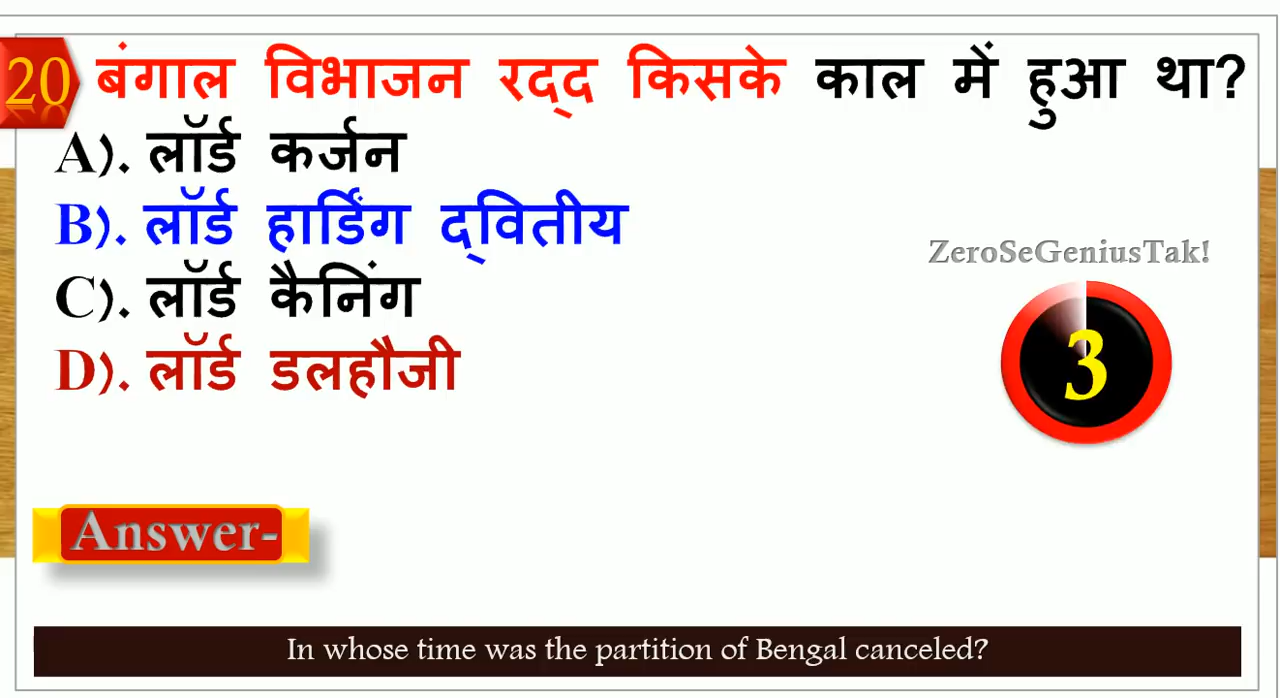 20 बंगाल विभाजन रद्द किसके काल में हुआ था?
A). लॉर्ड कर्जन
B). लॉर्ड हार्डिंग द्वितीय
C). लॉर्ड कैनिंग
D). लॉर्ड डलहौजी
ZeroSeGeniusTak!
3
Answer-
In whose time was the partition of Bengal canceled?